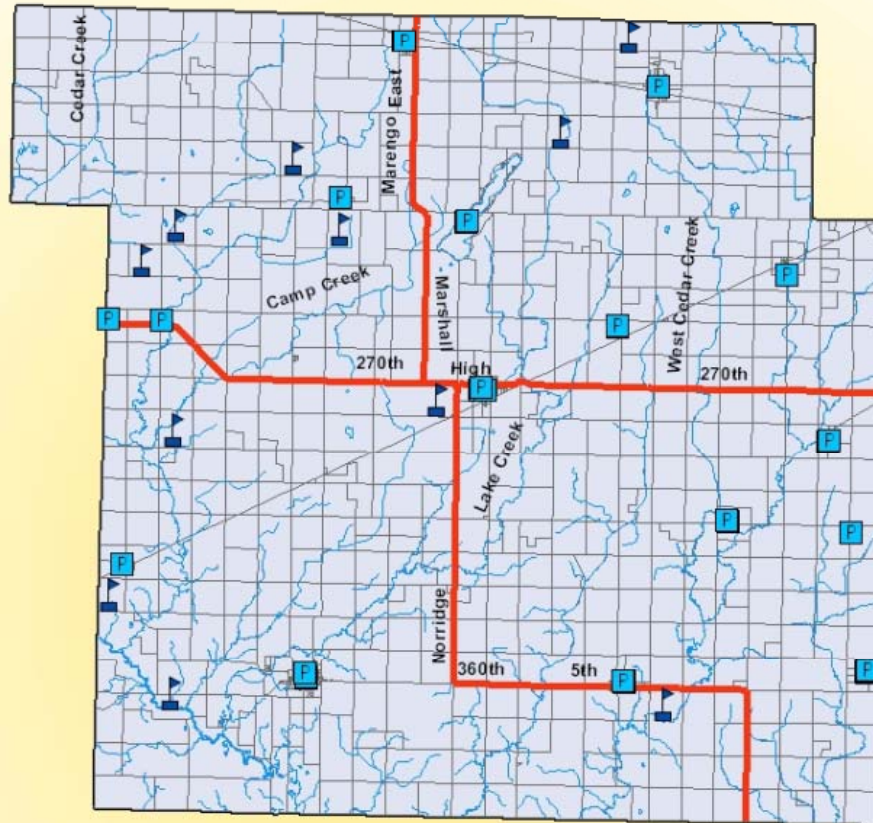 P
Cedar Creek
P
Marengo East
P
P
Marshall
West Cedar Creek
P
Camp Creek
P
P
P
270th
High
270th
P
P
Lake Creek
P
P
P
Norridge
360th
5th
P
P
P